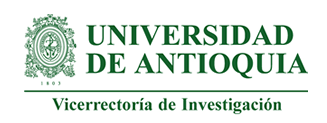 UNIVERSIDAD
DE ANTIOQUIA
1803
Vicerrectoría de Investigación